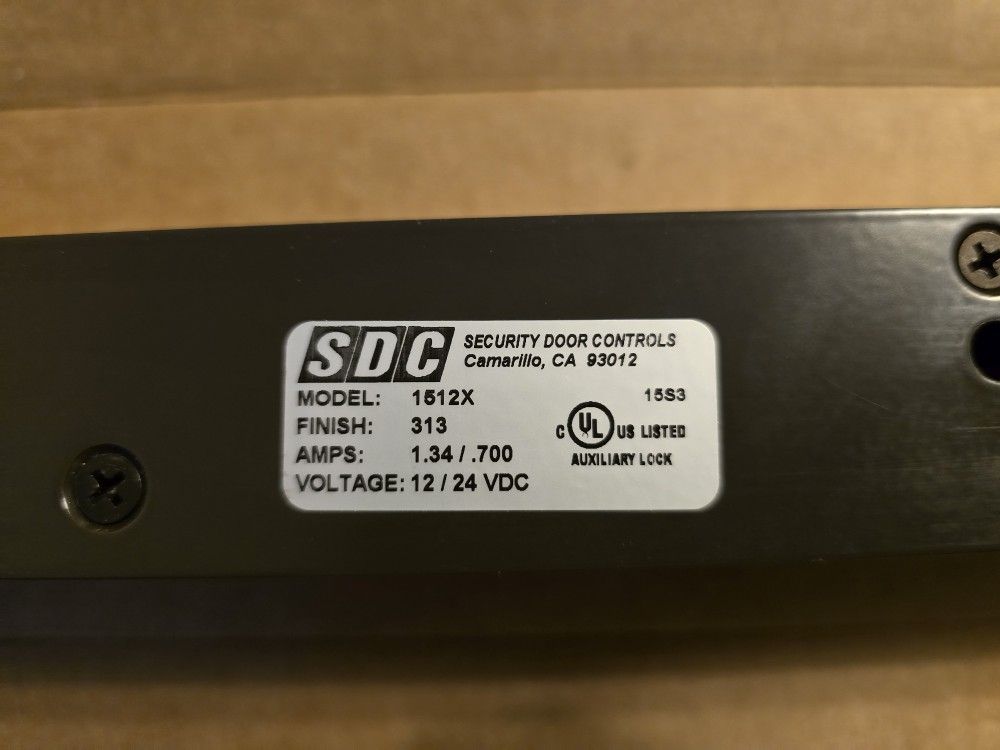 SDC SECURITY DOOR CONTROLS
Camarillo, CA 93012
MODEL: 1512X 15S3
FINISH: 313
C UL US LISTED
AMPS: 1.34 / .700
AUXILIARY LOCK
VOLTAGE: 12 / 24 VDC